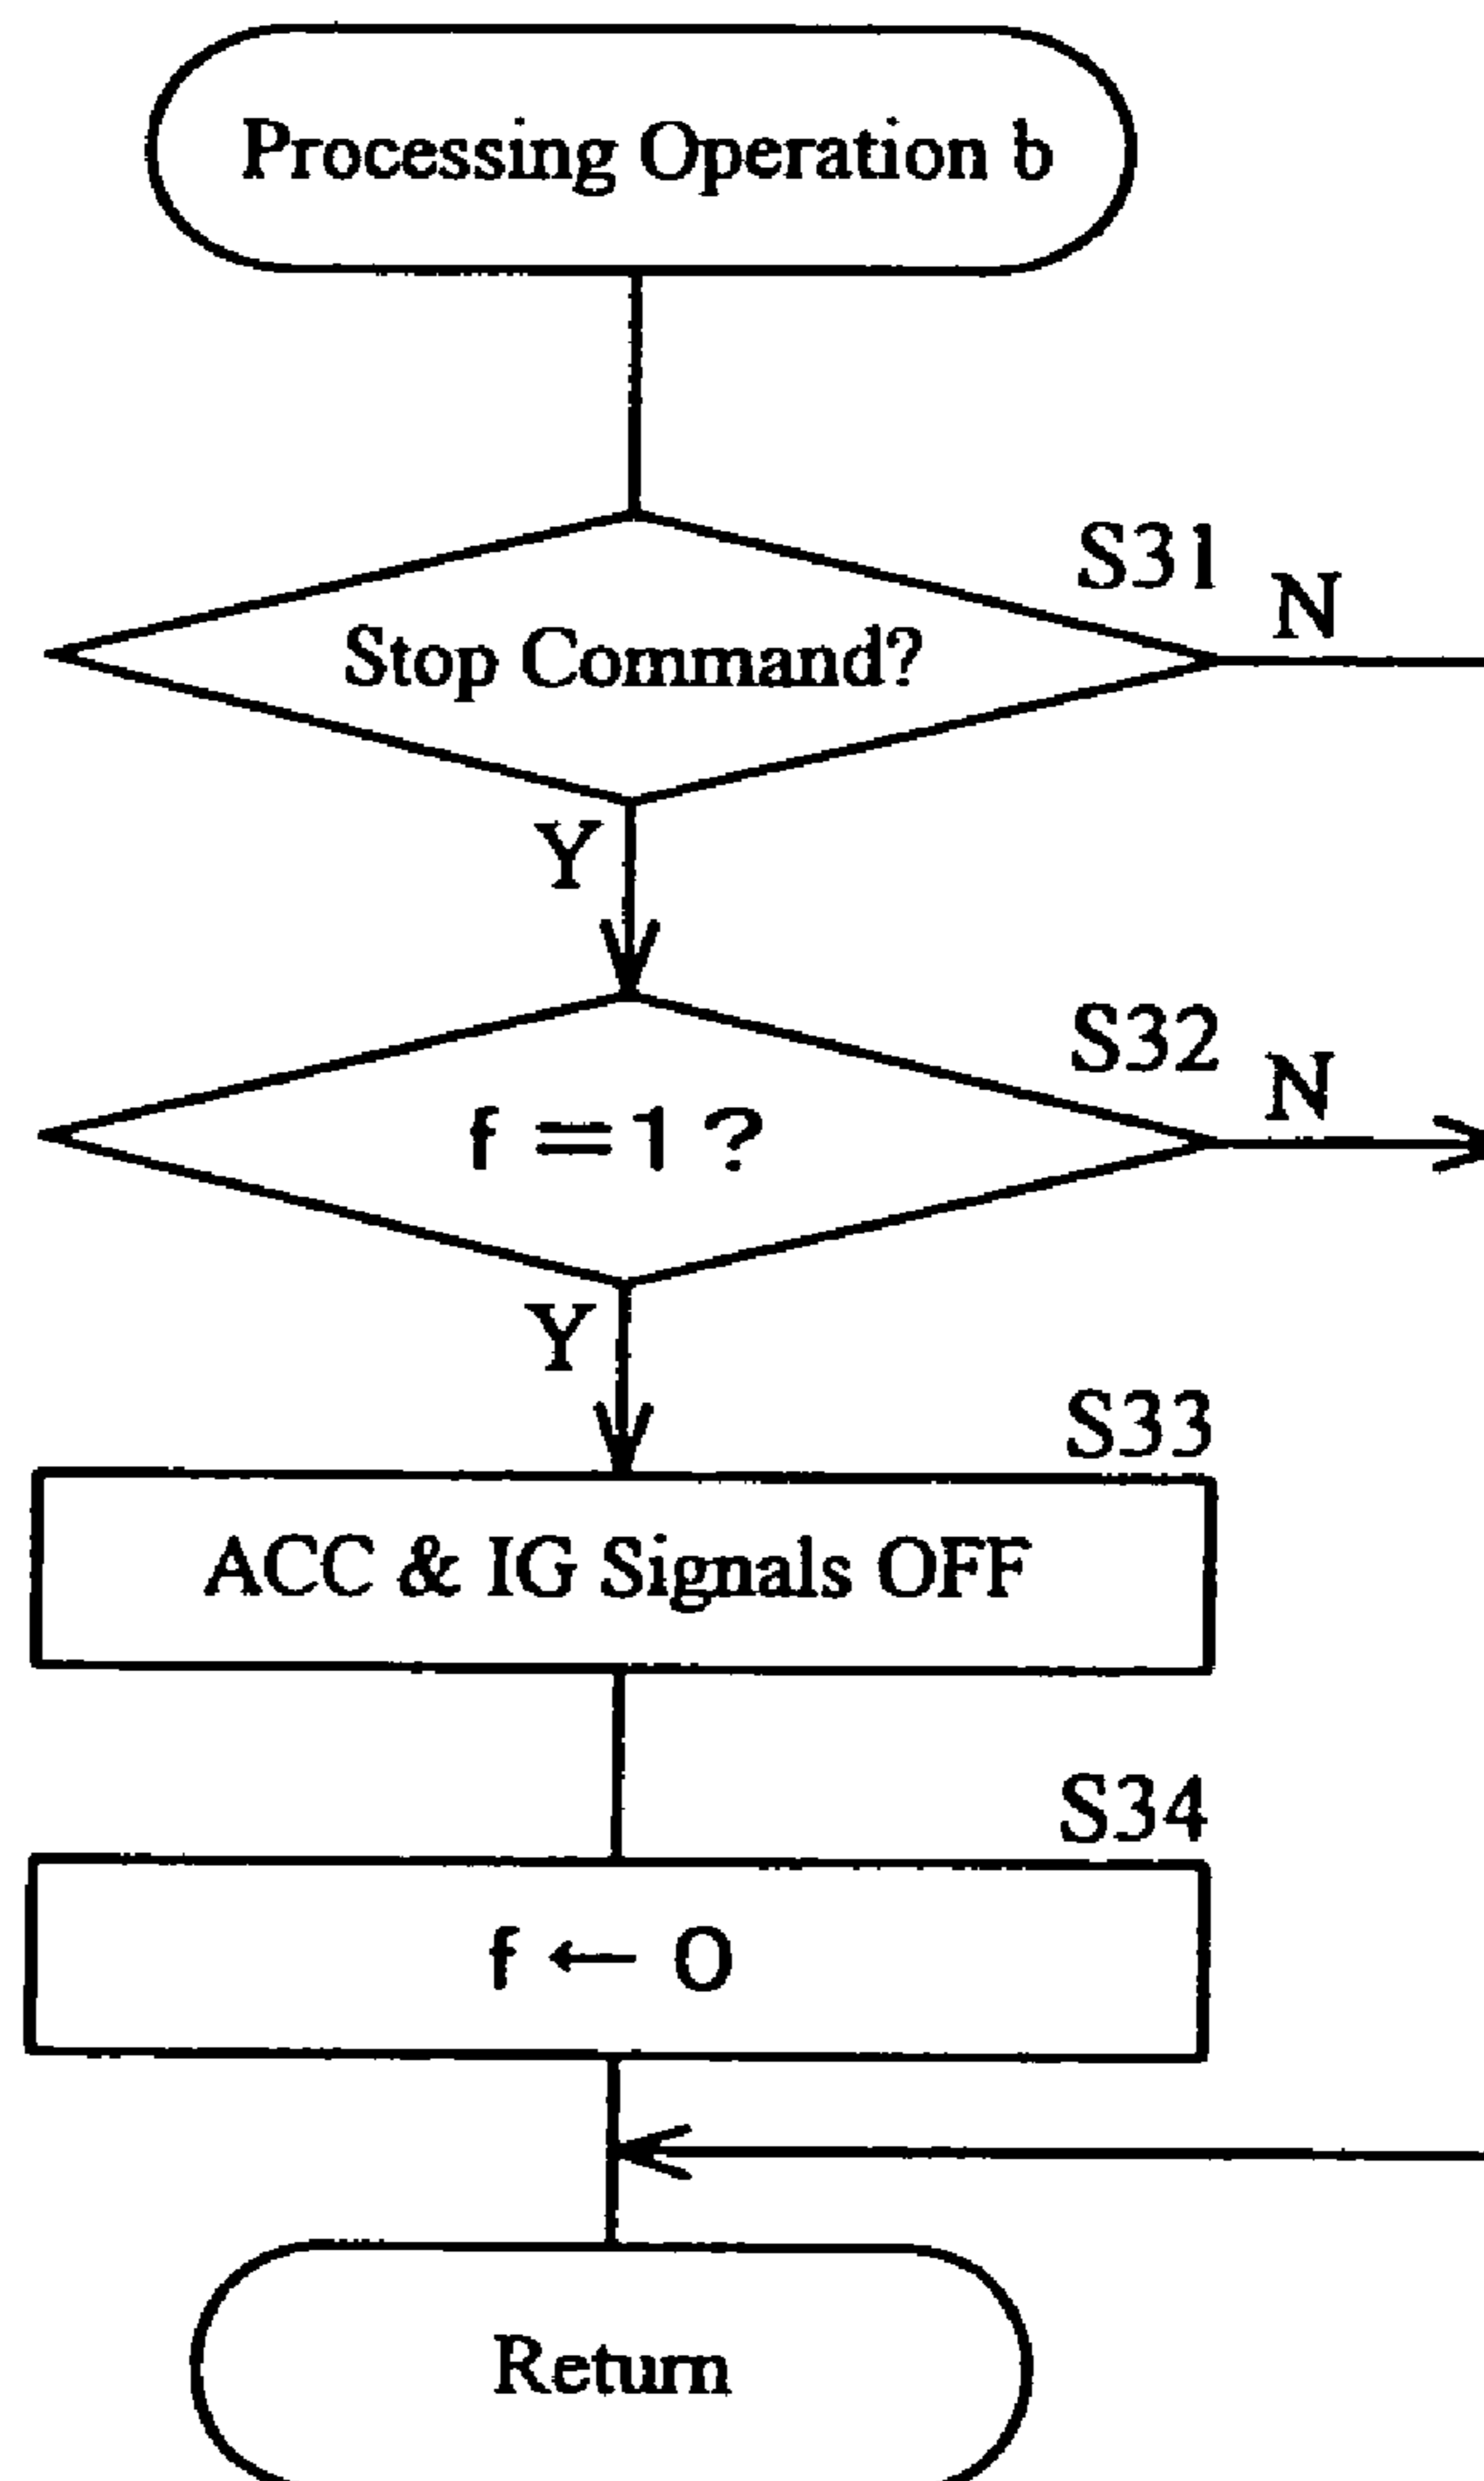 Processing Operation b
S31
N
Stop Command?
Y
S32
N
f = 1 ?
Y
S33
ACC & IG Signals OFF
S34
f ← 0
Return